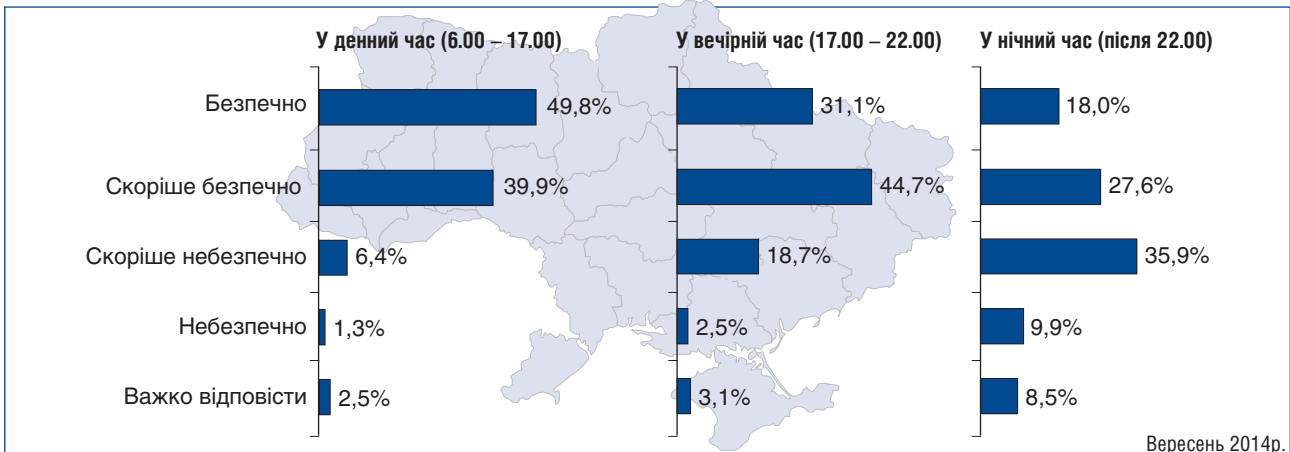 У денний час (6.00 – 17.00) У вечірній час (17.00 – 22.00) У нічний час (після 22.00)
Безпечно 49,8% 31,1% 18,0%
Скоріше безпечно 39,9% 44,7% 27,6%
Скоріше небезпечно 6,4% 18,7% 35,9%
Небезпечно 1,3% 2,5% 9,9%
Важко відповісти 2,5% 3,1% 8,5%
Вересень 2014р.